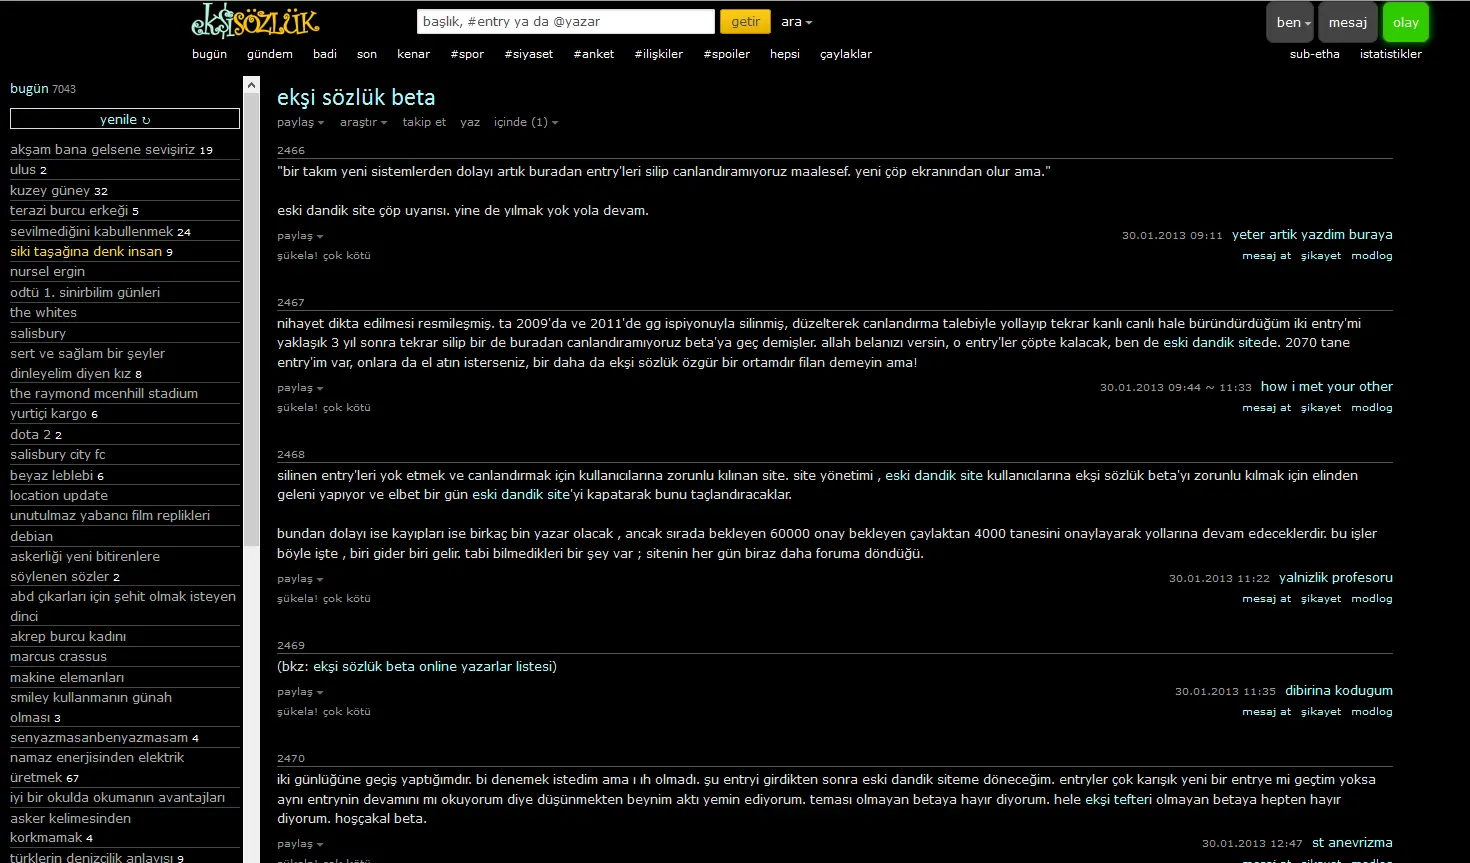 ekşi SÖZLÜK
başlık, #entry ya da @yazar
getir
ara
ben
mesaj
olay
bugün gündem badi son kenar #spor #siyaset #anket #ilişkiler #spoiler hepsi çaylaklar
sub-etha istatistikler
bugün 7043
yenile ↻
akşam bana gelsene sevişiriz 19
ulus 2
kuzey güney 32
terazi burcu erkeği 5
sevilmediğini kabullenmek 24
siki taşağına denk insan 9
nursel ergin
odtü 1. sinirbilim günleri
the whites
salisbury
sert ve sağlam bir şeyler
dinleyelim diyen kız 8
the raymond mcenhill stadium
yurtiçi kargo 6
dota 2 2
salisbury city fc
beyaz leblebi 6
location update
unutulmaz yabancı film replikleri
debian
askerliği yeni bitirenlere
söylenen sözler 2
abd çıkarları için şehit olmak isteyen
dinci
akrep burcu kadını
marcus crassus
makine elemanları
smiley kullanmanın günah
olması 3
senyazmasanbenyazmasam 4
namaz enerjisinden elektrik
üretmek 67
iyi bir okulda okumanın avantajları
asker kelimesinden
korkmamak 4
türklerin denizcilik anlayışı 9
ekşi sözlük beta
paylaş araştır takip et yaz içinde (1)
2466
"bir takım yeni sistemlerden dolayı artık buradan entry'leri silip canlandıramıyoruz maalesef. yeni çöp ekranından olur ama."
eski dandik site çöp uyarısı. yine de yılmak yok yola devam.
paylaş 30.01.2013 09:11 yeter artik yazdim buraya
şükela! çok kötü mesaj at şikayet modlog
2467
nihayet dikta edilmesi resmileşmiş. ta 2009'da ve 2011'de gg ispiyonuyla silinmiş, düzelterek canlandırma talebiyle yollayıp tekrar kanlı canlı hale büründürdüğüm iki entry'mi
yaklaşık 3 yıl sonra tekrar silip bir de buradan canlandıramıyoruz beta'ya geç demişler. allah belanızı versin, o entry'ler çöpte kalacak, ben de eski dandik sitede. 2070 tane
entry'im var, onlara da el atın isterseniz, bir daha da ekşi sözlük özgür bir ortamdır filan demeyin ama!
paylaş 30.01.2013 09:44 ~ 11:33 how i met your other
şükela! çok kötü mesaj at şikayet modlog
2468
silinen entry'leri yok etmek ve canlandırmak için kullanıcılarına zorunlu kılınan site. site yönetimi , eski dandik site kullanıcılarına ekşi sözlük beta'yı zorunlu kılmak için elinden
geleni yapıyor ve elbet bir gün eski dandik site'yi kapatarak bunu taçlandıracaklar.
bundan dolayı ise kayıpları ise birkaç bin yazar olacak , ancak sırada bekleyen 60000 onay bekleyen çaylaktan 4000 tanesini onaylayarak yollarına devam edeceklerdir. bu işler
böyle işte , biri gider biri gelir. tabi bilmedikleri bir şey var ; sitenin her gün biraz daha foruma döndüğü.
paylaş 30.01.2013 11:22 yalnizlik profesoru
şükela! çok kötü mesaj at şikayet modlog
2469
(bkz: ekşi sözlük beta online yazarlar listesi)
paylaş 30.01.2013 11:35 dibirina kodugum
şükela! çok kötü mesaj at şikayet modlog
2470
iki günlüğüne geçiş yaptığımdır. bi denemek istedim ama ı ıh olmadı. şu entryi girdikten sonra eski dandik siteme döneceğim. entryler çok karışık yeni bir entrye mi geçtim yoksa
aynı entrynin devamını mı okuyorum diye düşünmekten beynim aktı yemin ediyorum. teması olmayan betaya hayır diyorum. hele ekşi tefteri olmayan betaya hepten hayır
diyorum. hoşçakal beta.
paylaş 30.01.2013 12:47 st anevrizma
şükela! çok kötü mesaj at şikayet modlog